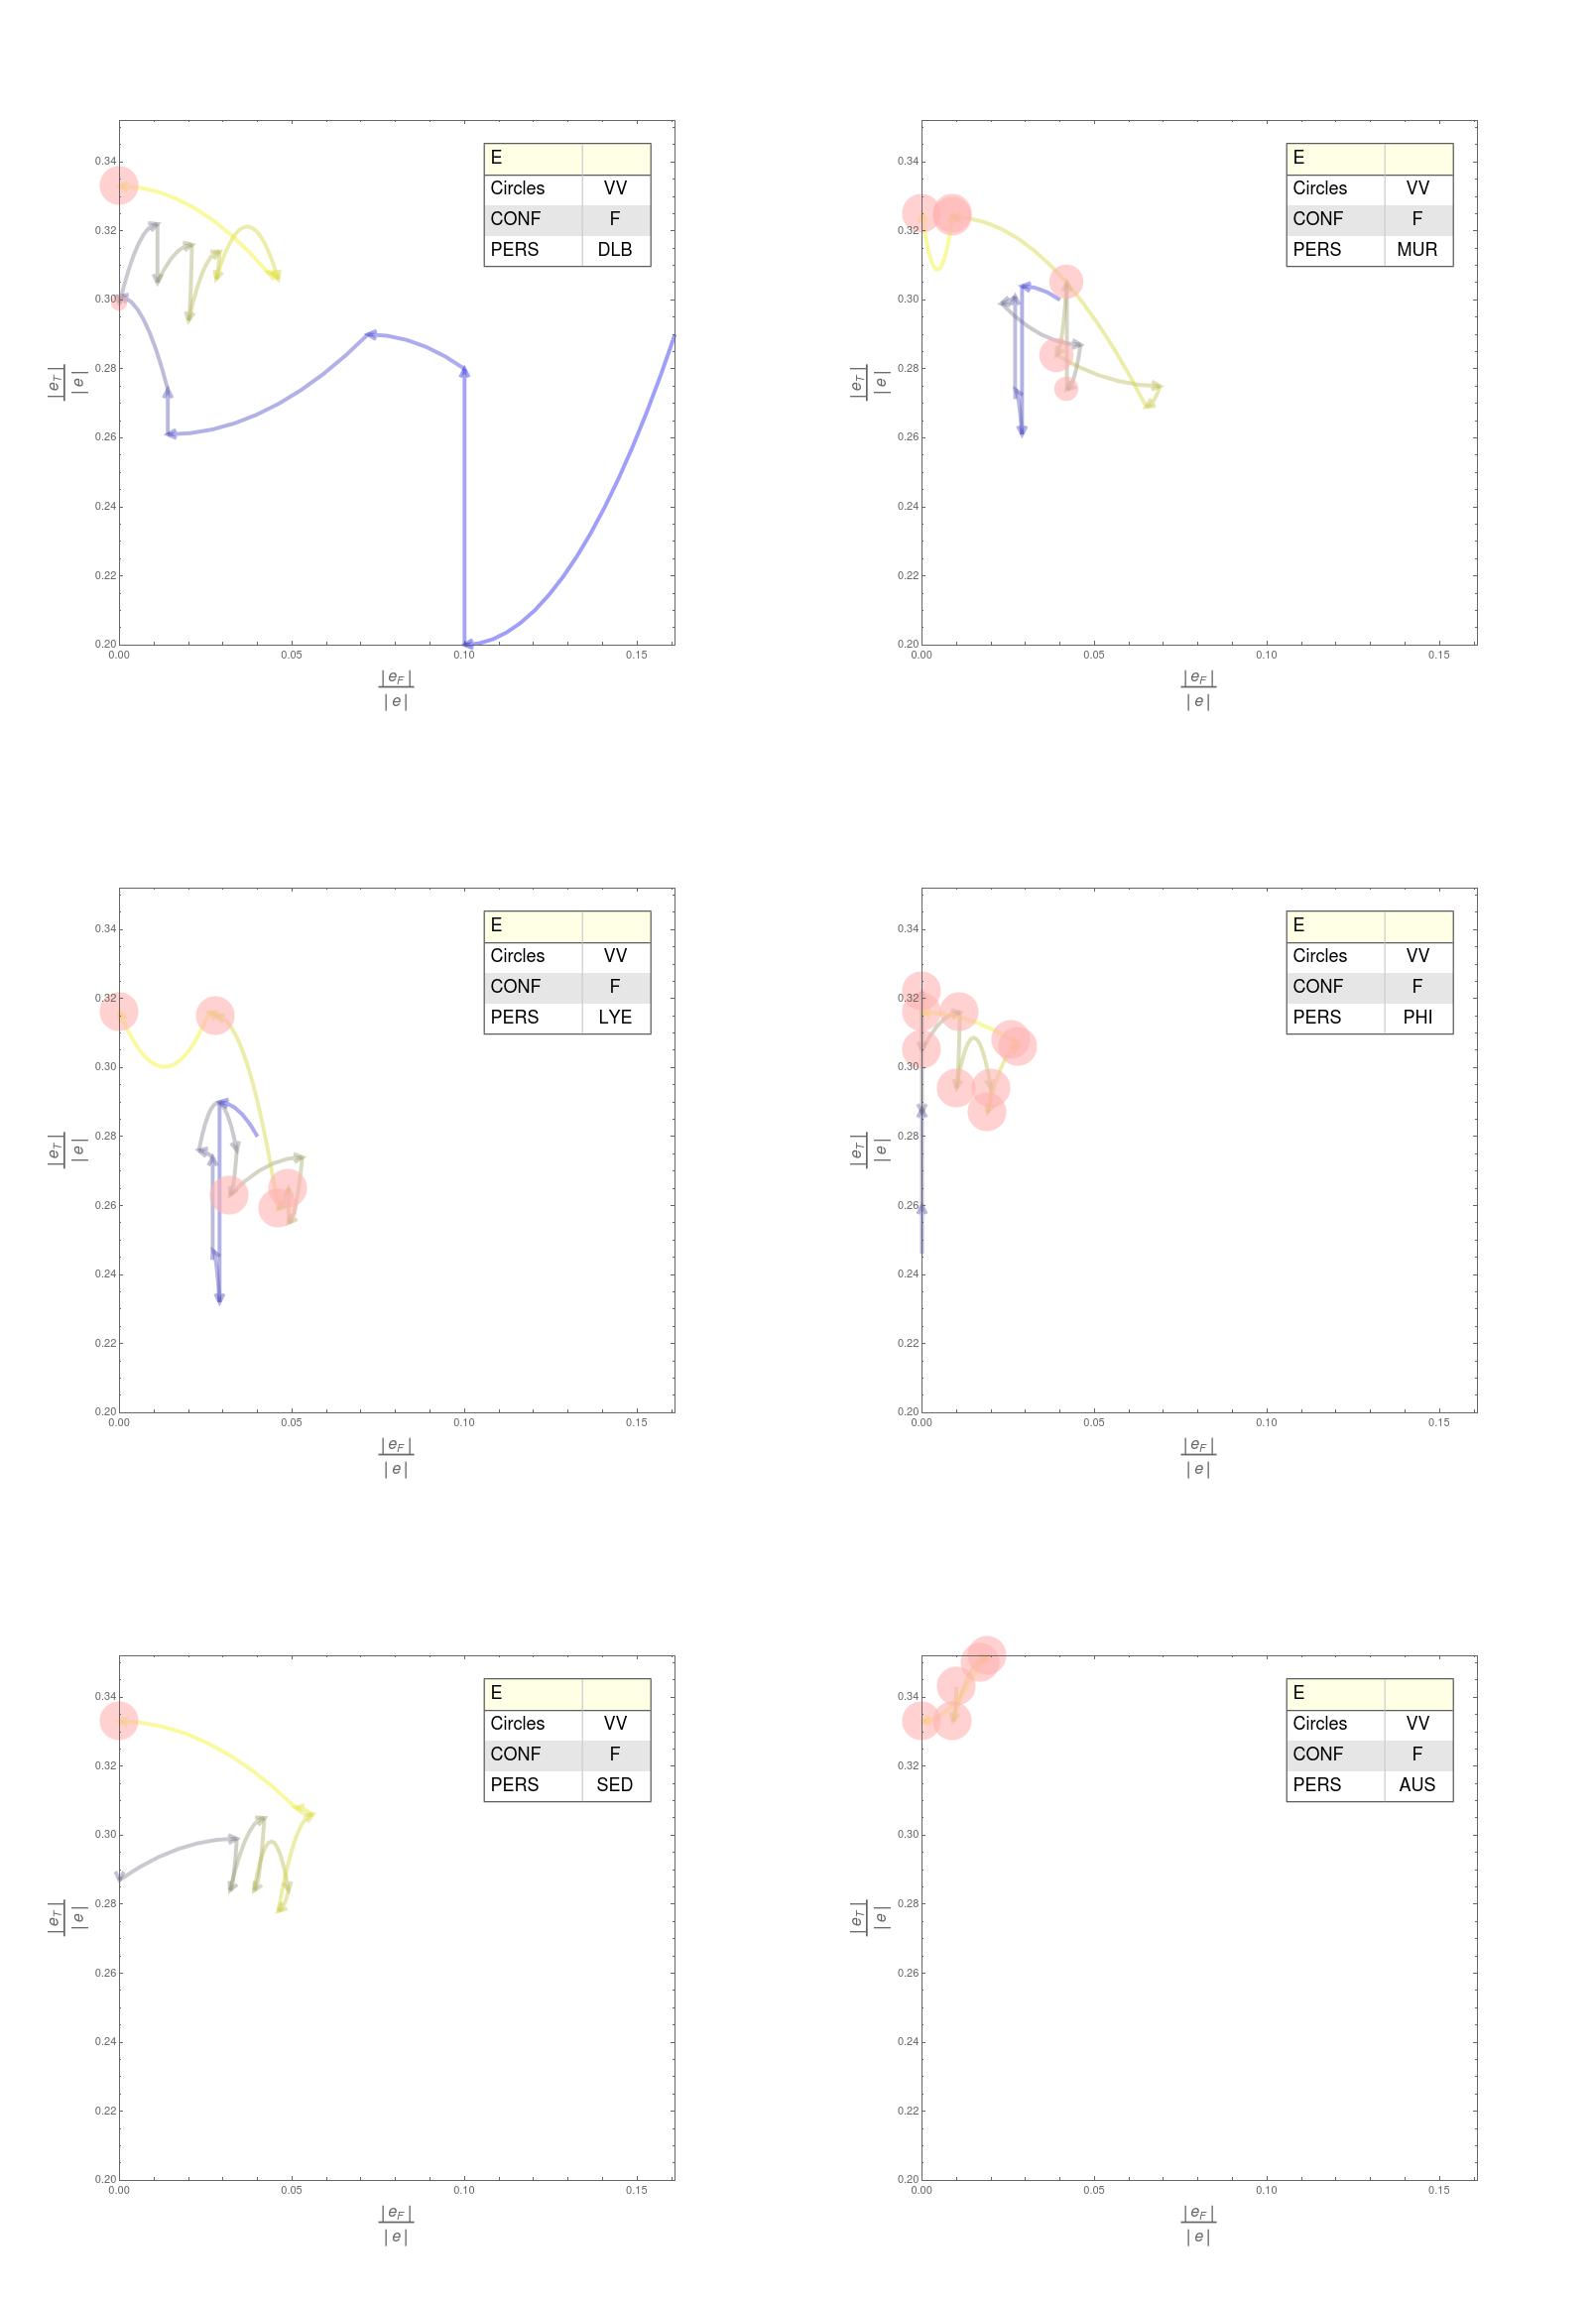 E
Circles VV
CONF F
PERS DLB
0.34
0.32
0.30
0.28
0.26
0.24
0.22
0.20
|e_T|
|e|
0.00 0.05 0.10 0.15
|e_F|
|e|
E
Circles VV
CONF F
PERS MUR
0.34
0.32
0.30
0.28
0.26
0.24
0.22
0.20
|e_T|
|e|
0.00 0.05 0.10 0.15
|e_F|
|e|
E
Circles VV
CONF F
PERS LYE
0.34
0.32
0.30
0.28
0.26
0.24
0.22
0.20
|e_T|
|e|
0.00 0.05 0.10 0.15
|e_F|
|e|
E
Circles VV
CONF F
PERS PHI
0.34
0.32
0.30
0.28
0.26
0.24
0.22
0.20
|e_T|
|e|
0.00 0.05 0.10 0.15
|e_F|
|e|
E
Circles VV
CONF F
PERS SED
0.34
0.32
0.30
0.28
0.26
0.24
0.22
0.20
|e_T|
|e|
0.00 0.05 0.10 0.15
|e_F|
|e|
E
Circles VV
CONF F
PERS AUS
0.34
0.32
0.30
0.28
0.26
0.24
0.22
0.20
|e_T|
|e|
0.00 0.05 0.10 0.15
|e_F|
|e|